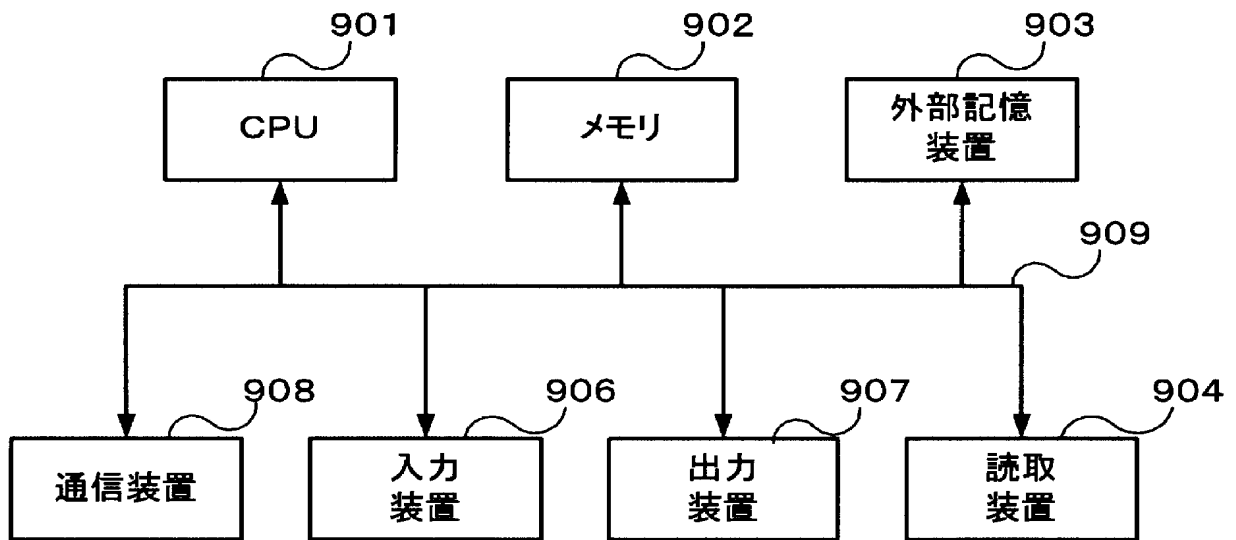 901
902
903
CPU
メモリ
外部記憶
装置
909
908
906
907
904
通信装置
入力
装置
出力
装置
読取
装置